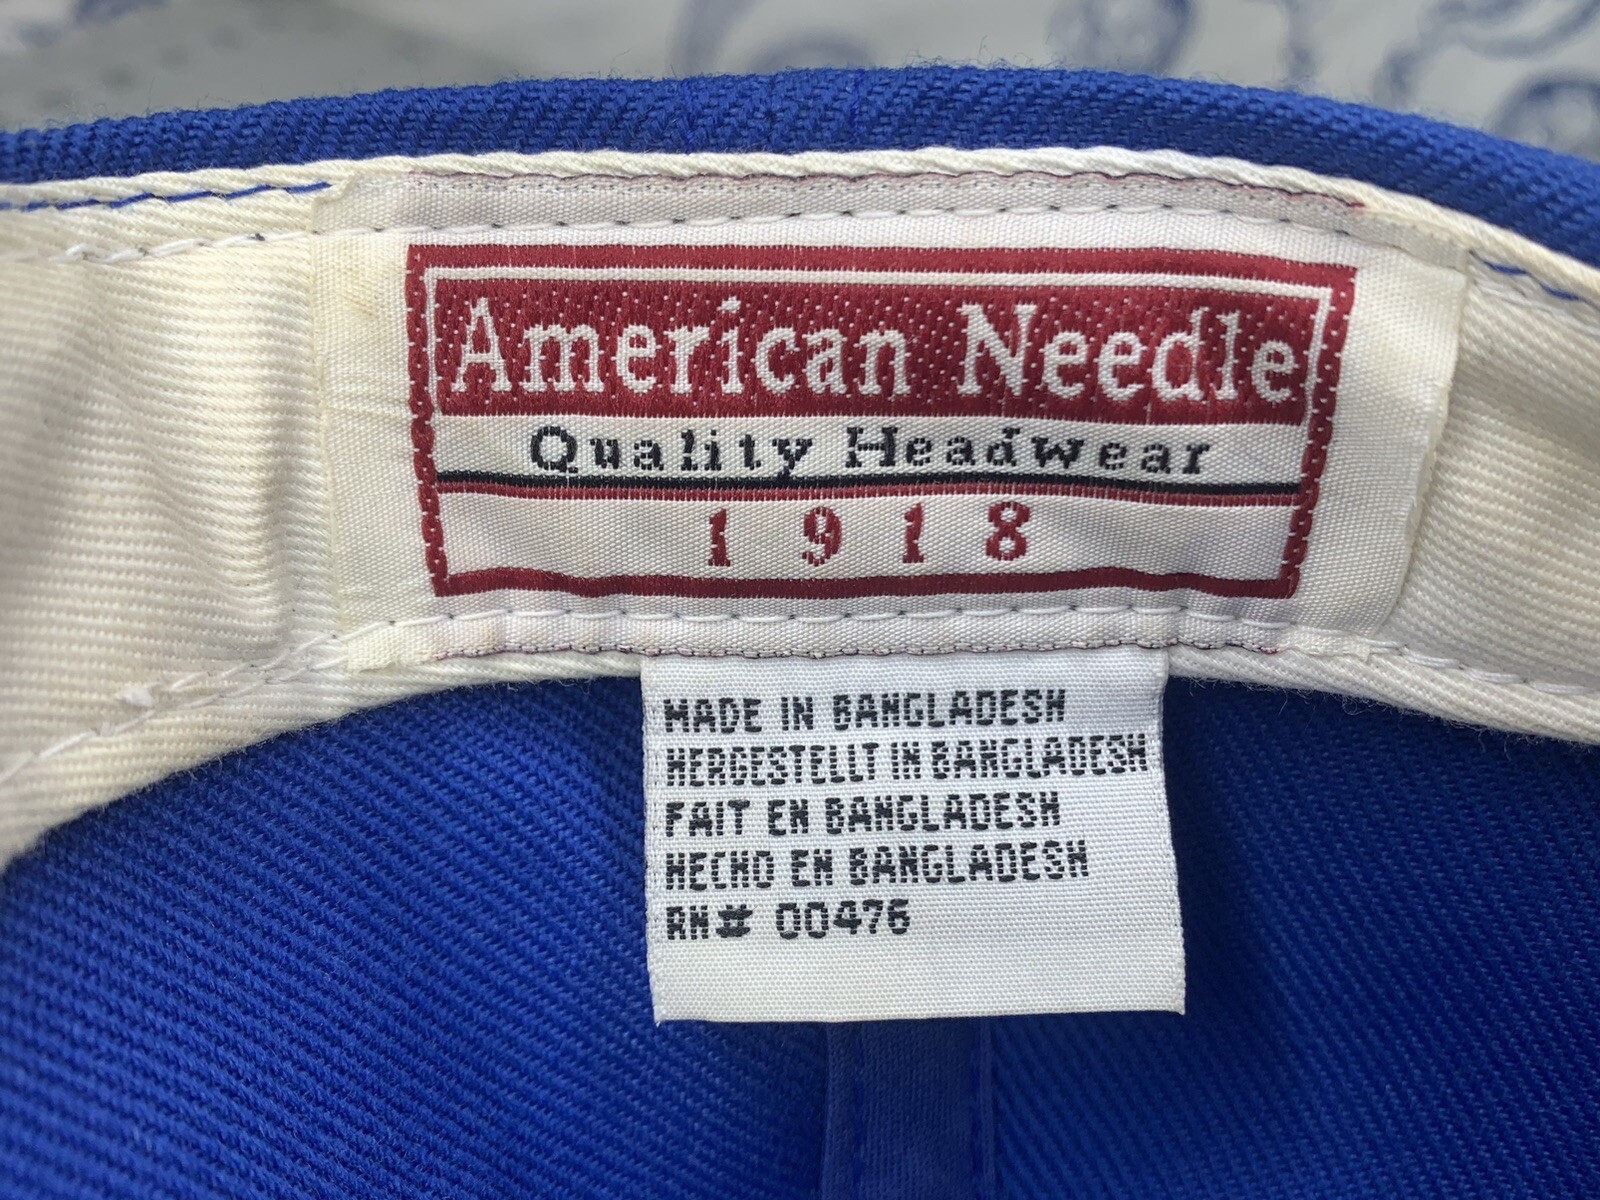 American Needle
Quality Headwear
1918
MADE IN BANGLADESH
HERGESTELLT IN BANGLADESH
FAIT EN BANGLADESH
HECHO EN BANGLADESH
RN# 00476